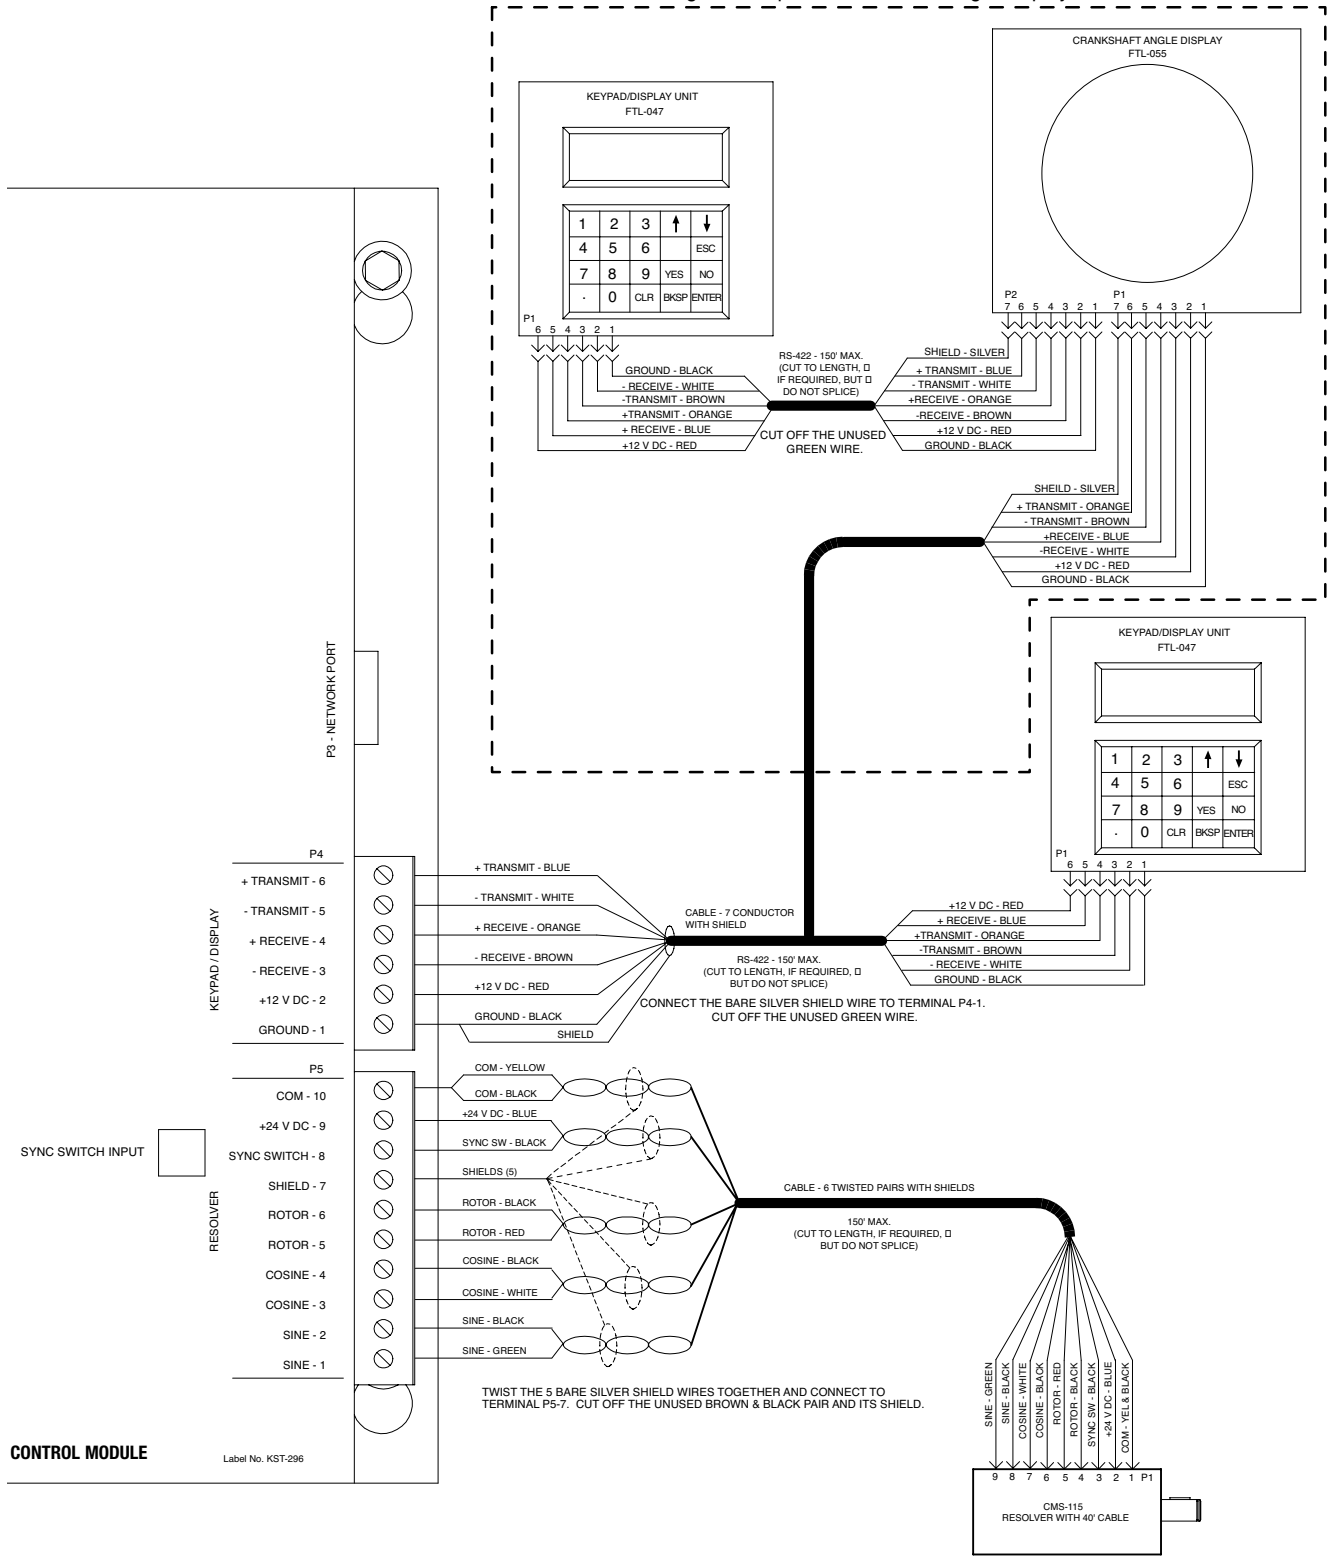 CRANKSHAFT ANGLE DISPLAY
FTL-055
KEYPAD/DISPLAY UNIT
FTL-047
1 2 3 ↑ ↓
4 5 6 ESC
7 8 9 YES NO
. 0 CLR BKSP ENTER
P1
6 5 4 3 2 1
P2 P1
7 6 5 4 3 2 1 7 6 5 4 3 2 1
GROUND - BLACK
- RECEIVE - WHITE
-TRANSMIT - BROWN
+TRANSMIT - ORANGE
+ RECEIVE - BLUE
+12 V DC - RED
RS-422 - 150' MAX.
(CUT TO LENGTH, □
IF REQUIRED, BUT □
DO NOT SPLICE)
CUT OFF THE UNUSED
GREEN WIRE.
SHIELD - SILVER
+ TRANSMIT - BLUE
- TRANSMIT - WHITE
+RECEIVE - ORANGE
-RECEIVE - BROWN
+12 V DC - RED
GROUND - BLACK
SHEILD - SILVER
+ TRANSMIT - ORANGE
- TRANSMIT - BROWN
+RECEIVE - BLUE
-RECEIVE - WHITE
+12 V DC - RED
GROUND - BLACK
KEYPAD/DISPLAY UNIT
FTL-047
1 2 3 ↑ ↓
4 5 6 ESC
7 8 9 YES NO
. 0 CLR BKSP ENTER
P1
6 5 4 3 2 1
+12 V DC - RED
+ RECEIVE - BLUE
+TRANSMIT - ORANGE
-TRANSMIT - BROWN
- RECEIVE - WHITE
GROUND - BLACK
P3 - NETWORK PORT
KEYPAD / DISPLAY
P4
+ TRANSMIT - 6
- TRANSMIT - 5
+ RECEIVE - 4
- RECEIVE - 3
+12 V DC - 2
GROUND - 1
+ TRANSMIT - BLUE
- TRANSMIT - WHITE
+ RECEIVE - ORANGE
- RECEIVE - BROWN
+12 V DC - RED
GROUND - BLACK
SHIELD
CABLE - 7 CONDUCTOR
WITH SHIELD
RS-422 - 150' MAX.
(CUT TO LENGTH, IF REQUIRED, □
BUT DO NOT SPLICE)
CONNECT THE BARE SILVER SHIELD WIRE TO TERMINAL P4-1.
CUT OFF THE UNUSED GREEN WIRE.
SYNC SWITCH INPUT
RESOLVER
P5
COM - 10
+24 V DC - 9
SYNC SWITCH - 8
SHIELD - 7
ROTOR - 6
ROTOR - 5
COSINE - 4
COSINE - 3
SINE - 2
SINE - 1
COM - YELLOW
COM - BLACK
+24 V DC - BLUE
SYNC SW - BLACK
SHIELDS (5)
ROTOR - BLACK
ROTOR - RED
COSINE - BLACK
COSINE - WHITE
SINE - BLACK
SINE - GREEN
CABLE - 6 TWISTED PAIRS WITH SHIELDS
150' MAX.
(CUT TO LENGTH, IF REQUIRED, □
BUT DO NOT SPLICE)
TWIST THE 5 BARE SILVER SHIELD WIRES TOGETHER AND CONNECT TO
TERMINAL P5-7. CUT OFF THE UNUSED BROWN & BLACK PAIR AND ITS SHIELD.
SINE - GREEN
SINE - BLACK
COSINE - WHITE
COSINE - BLACK
ROTOR - RED
ROTOR - BLACK
SYNC SW - BLACK
+24 V DC - BLUE
COM - YEL & BLACK
9 8 7 6 5 4 3 2 1 P1
CMS-115
RESOLVER WITH 40' CABLE
CONTROL MODULE
Label No. KST-296